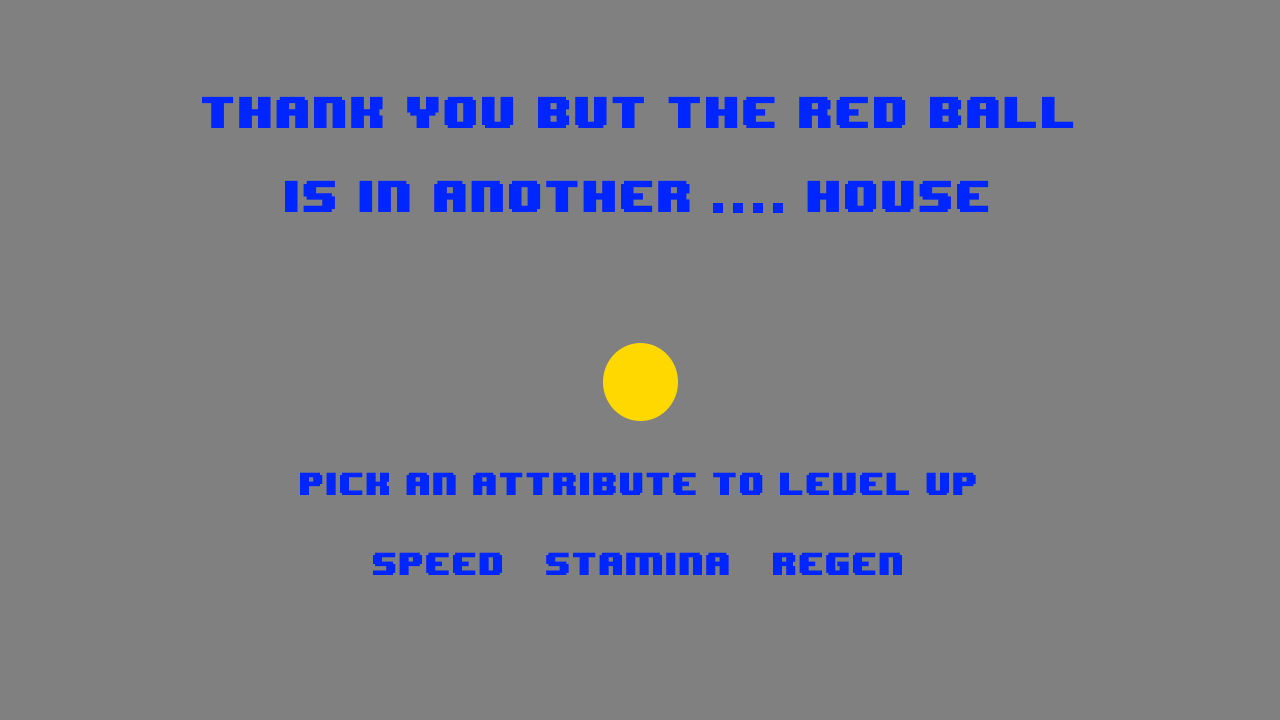 THANK YOU BUT THE RED BALL
IS IN ANOTHER .... HOUSE
PICK AN ATTRIBUTE TO LEVEL UP
SPEED STAMINA REGEN